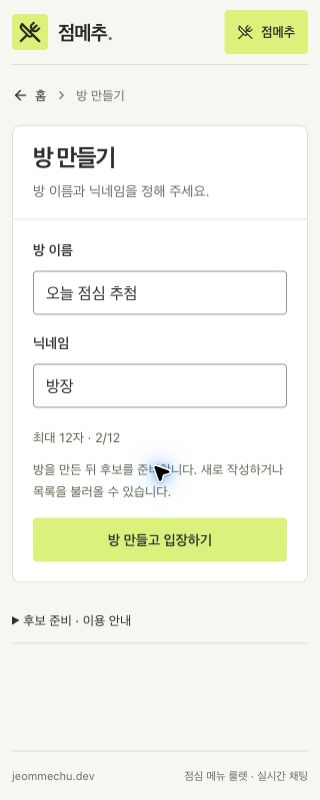 점메추.
점메추
홈 > 방 만들기
방 만들기
방 이름과 닉네임을 정해 주세요.
방 이름
오늘 점심 추첨
닉네임
방장
최대 12자 · 2/12
방을 만든 뒤 후보를 준비합니다. 새로 작성하거나
목록을 불러올 수 있습니다.
방 만들고 입장하기
후보 준비 · 이용 안내
jeommechu.dev
점심 메뉴 룰렛 · 실시간 채팅